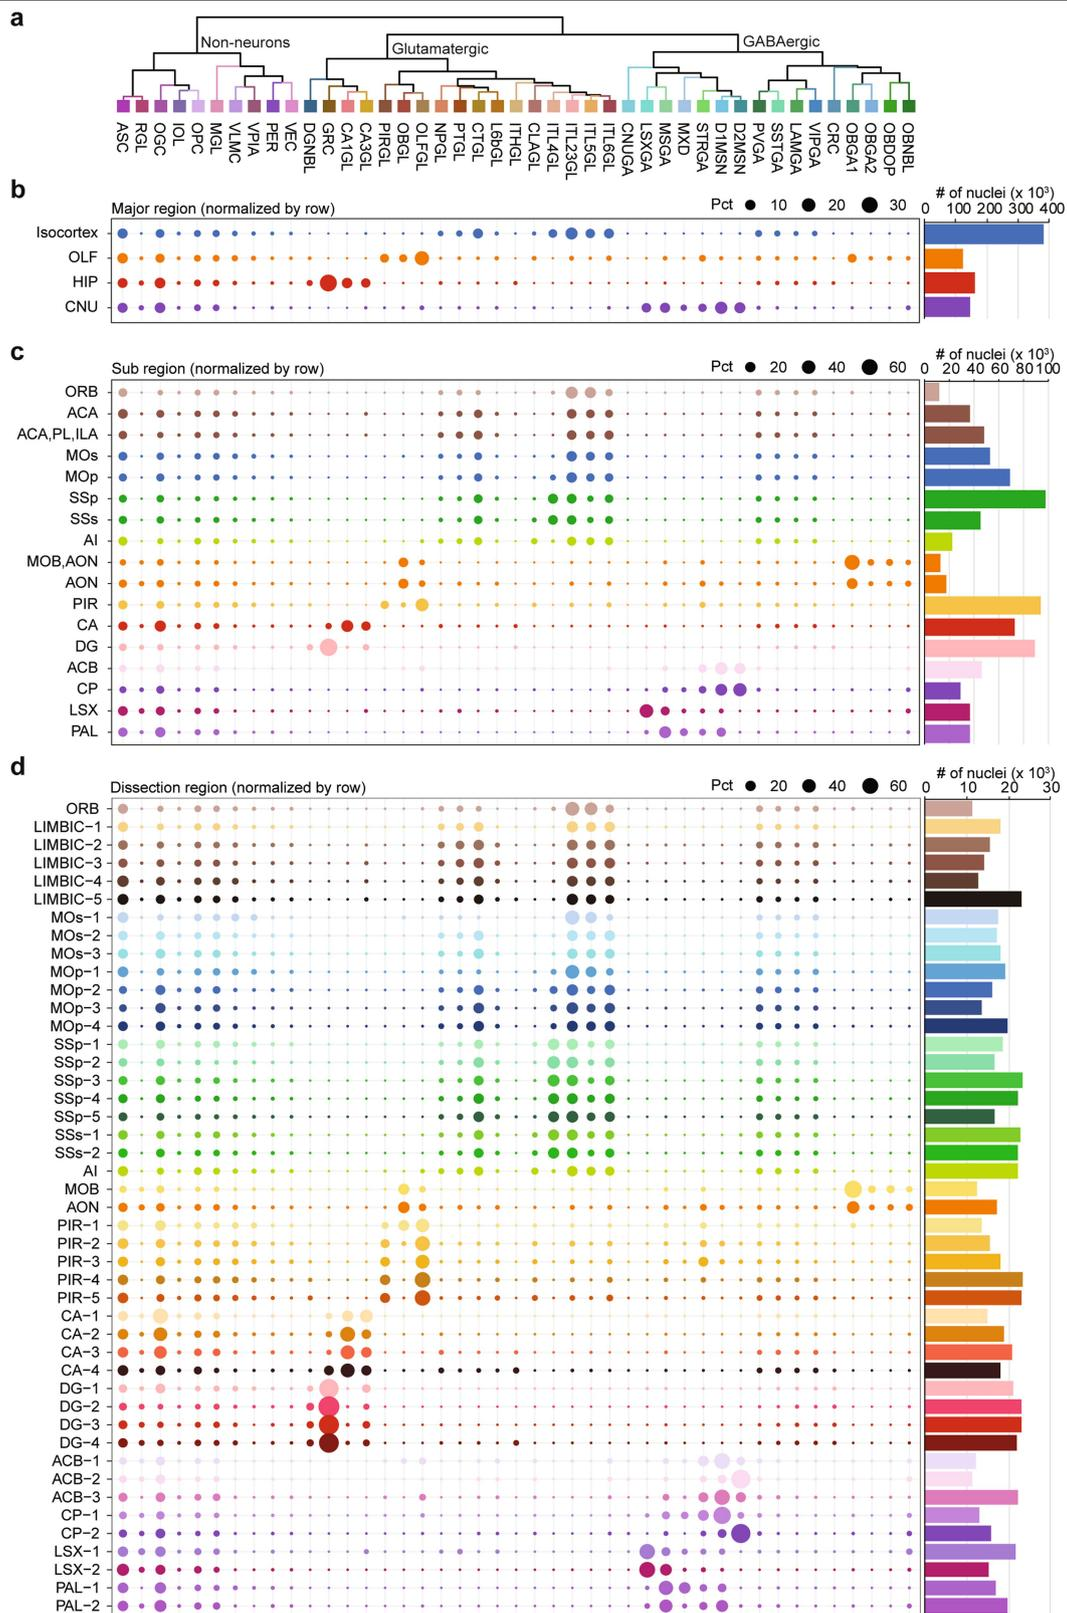 a
Non-neurons
Glutamatergic
GABAergic
ASC RGL OGC IOL OPC MGL VLMC VPIA PER VEC DGNBL GRC CA1GL CA3GL PIRGL OBGL OLFGL NPGL PTGL CTGL L6bGL ITHGL CLAGL ITL4GL ITL23GL ITL5GL ITL6GL CNUGA LSXGA MSGA MXD STRGA D1MSN D2MSN PVGA SSTGA LAMGA VIPGA CRC OBGA1 OBGA2 OBDOP OBNBL
b
Major region (normalized by row)
Pct 10 20 30
# of nuclei (x 10³)
0 100 200 300 400
Isocortex
OLF
HIP
CNU
c
Sub region (normalized by row)
Pct 20 40 60
# of nuclei (x 10³)
0 20 40 60 80 100
ORB
ACA
ACA,PL,ILA
MOs
MOp
SSp
SSs
AI
MOB,AON
AON
PIR
CA
DG
ACB
CP
LSX
PAL
d
Dissection region (normalized by row)
Pct 20 40 60
# of nuclei (x 10³)
0 10 20 30
ORB
LIMBIC−1
LIMBIC−2
LIMBIC−3
LIMBIC−4
LIMBIC−5
MOs−1
MOs−2
MOs−3
MOp−1
MOp−2
MOp−3
MOp−4
SSp−1
SSp−2
SSp−3
SSp−4
SSp−5
SSs−1
SSs−2
AI
MOB
AON
PIR−1
PIR−2
PIR−3
PIR−4
PIR−5
CA−1
CA−2
CA−3
CA−4
DG−1
DG−2
DG−3
DG−4
ACB−1
ACB−2
ACB−3
CP−1
CP−2
LSX−1
LSX−2
PAL−1
PAL−2